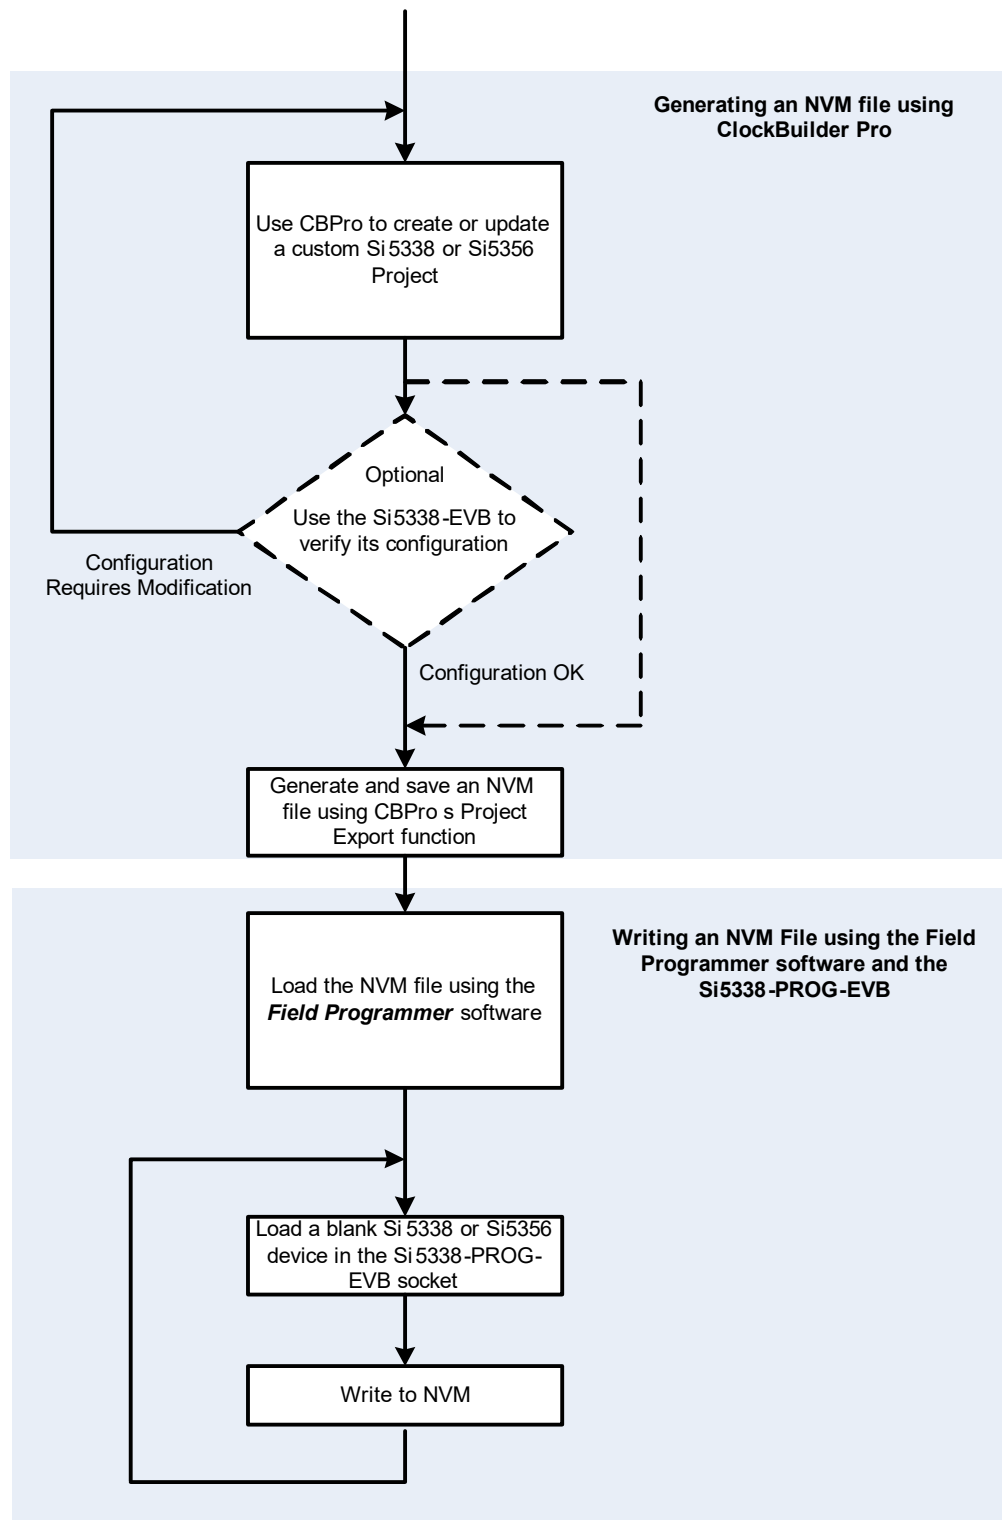 Generating an NVM file using
ClockBuilder Pro
Use CBPro to create or update
a custom Si5338 or Si5356
Project
Optional
Use the Si5338-EVB to
verify its configuration
Configuration
Requires Modification
Configuration OK
Generate and save an NVM
file using CBPro s Project
Export function
Writing an NVM File using the Field
Programmer software and the
Si5338-PROG-EVB
Load the NVM file using the
Field Programmer software
Load a blank Si5338 or Si5356
device in the Si5338-PROG-
EVB socket
Write to NVM